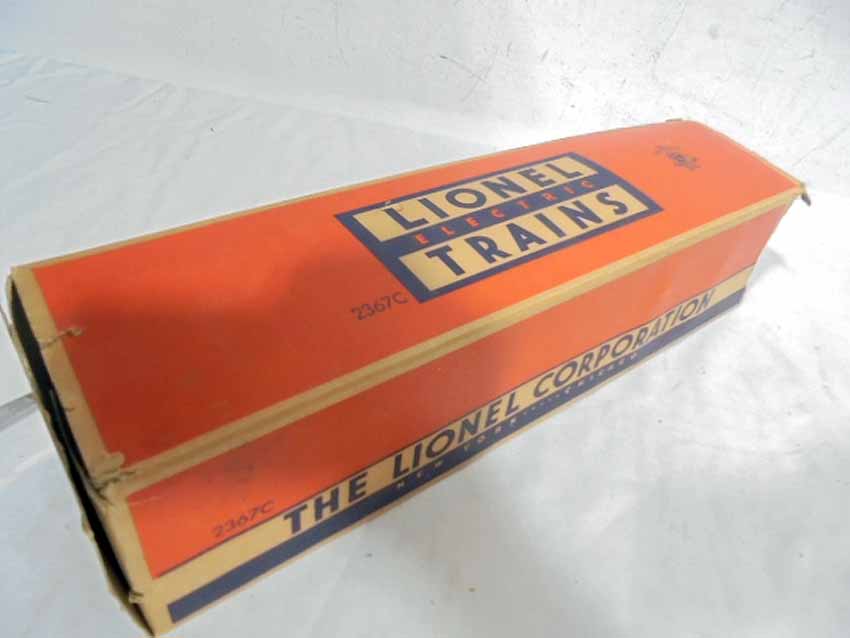 LIONEL
ELECTRIC
TRAINS
2367C
THE LIONEL CORPORATION
NEW YORK ····· CHICAGO
2367C